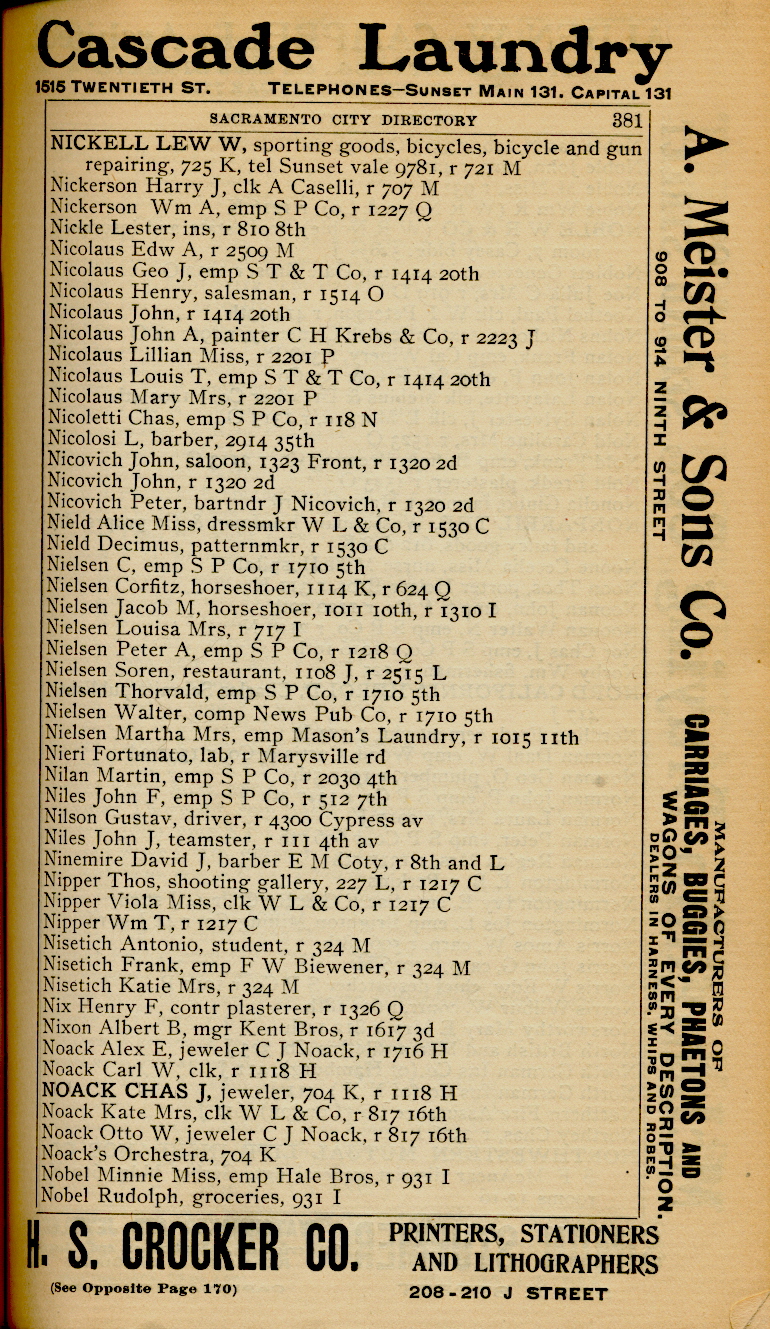 Cascade Laundry
1515 TWENTIETH ST. TELEPHONES—SUNSET MAIN 131. CAPITAL 131
SACRAMENTO CITY DIRECTORY 381
NICKELL LEW W, sporting goods, bicycles, bicycle and gun
repairing, 725 K, tel Sunset vale 9781, r 721 M
Nickerson Harry J, clk A Caselli, r 707 M
Nickerson Wm A, emp S P Co, r 1227 Q
Nickle Lester, ins, r 810 8th
Nicolaus Edw A, r 2509 M
Nicolaus Geo J, emp S T & T Co, r 1414 20th
Nicolaus Henry, salesman, r 1514 O
Nicolaus John, r 1414 20th
Nicolaus John A, painter C H Krebs & Co, r 2223 J
Nicolaus Lillian Miss, r 2201 P
Nicolaus Louis T, emp S T & T Co, r 1414 20th
Nicolaus Mary Mrs, r 2201 P
Nicoletti Chas, emp S P Co, r 118 N
Nicolosi L, barber, 2914 35th
Nicovich John, saloon, 1323 Front, r 1320 2d
Nicovich John, r 1320 2d
Nicovich Peter, bartndr J Nicovich, r 1320 2d
Nield Alice Miss, dressmkr W L & Co, r 1530 C
Nield Decimus, patternmkr, r 1530 C
Nielsen C, emp S P Co, r 1710 5th
Nielsen Corfitz, horseshoer, 1114 K, r 624 Q
Nielsen Jacob M, horseshoer, 1011 10th, r 1310 I
Nielsen Louisa Mrs, r 717 I
Nielsen Peter A, emp S P Co, r 1218 Q
Nielsen Soren, restaurant, 1108 J, r 2515 L
Nielsen Thorvald, emp S P Co, r 1710 5th
Nielsen Walter, comp News Pub Co, r 1710 5th
Nielsen Martha Mrs, emp Mason's Laundry, r 1015 11th
Nieri Fortunato, lab, r Marysville rd
Nilan Martin, emp S P Co, r 2030 4th
Niles John F, emp S P Co, r 512 7th
Nilson Gustav, driver, r 4300 Cypress av
Niles John J, teamster, r 111 4th av
Ninemire David J, barber E M Coty, r 8th and L
Nipper Thos, shooting gallery, 227 L, r 1217 C
Nipper Viola Miss, clk W L & Co, r 1217 C
Nipper Wm T, r 1217 C
Nisetich Antonio, student, r 324 M
Nisetich Frank, emp F W Biewener, r 324 M
Nisetich Katie Mrs, r 324 M
Nix Henry F, contr plasterer, r 1326 Q
Nixon Albert B, mgr Kent Bros, r 1617 3d
Noack Alex E, jeweler C J Noack, r 1716 H
Noack Carl W, clk, r 1118 H
NOACK CHAS J, jeweler, 704 K, r 1118 H
Noack Kate Mrs, clk W L & Co, r 817 16th
Noack Otto W, jeweler C J Noack, r 817 16th
Noack's Orchestra, 704 K
Nobel Minnie Miss, emp Hale Bros, r 931 I
Nobel Rudolph, groceries, 931 I
A. Meister & Sons Co.
908 TO 914 NINTH STREET
MANUFACTURERS OF
CARRIAGES, BUGGIES, PHAETONS AND
WAGONS OF EVERY DESCRIPTION.
DEALERS IN HARNESS, WHIPS AND ROBES.
H. S. CROCKER CO.
(See Opposite Page 170)
PRINTERS, STATIONERS
AND LITHOGRAPHERS
208-210 J STREET